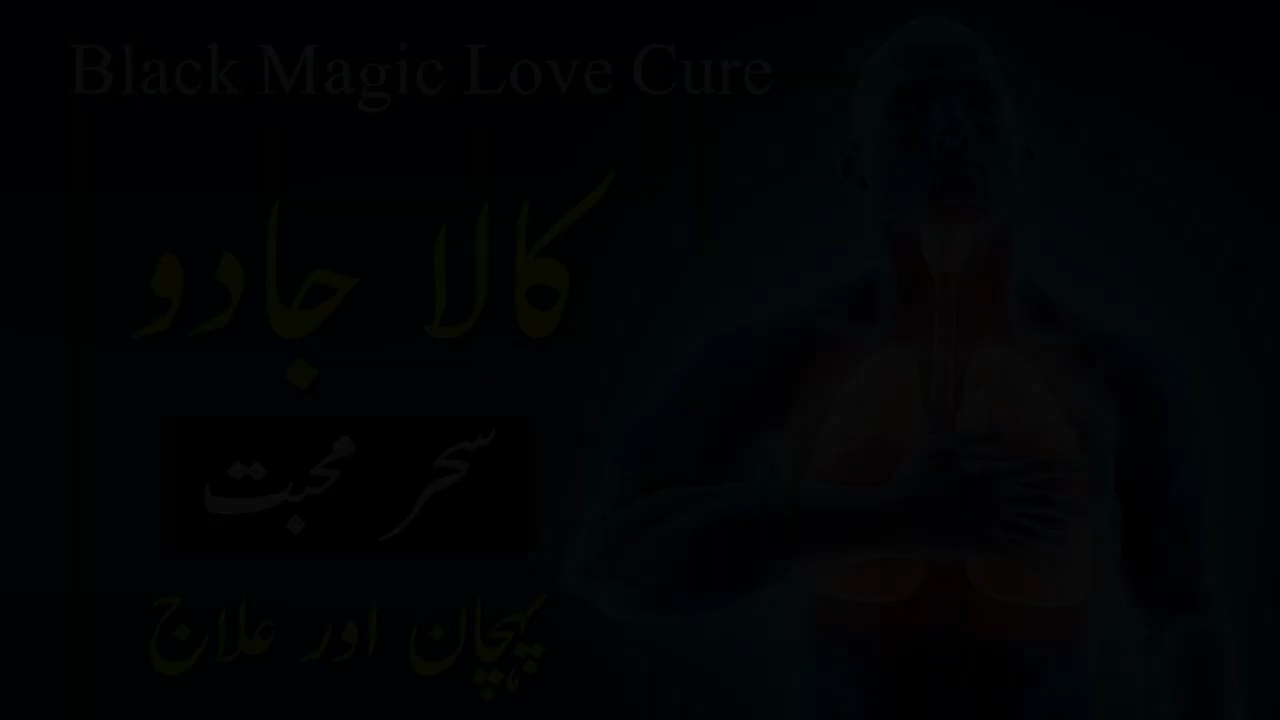 Black Magic Love Cure
کالا جادو
سحر محبت
پہچان اور علاج